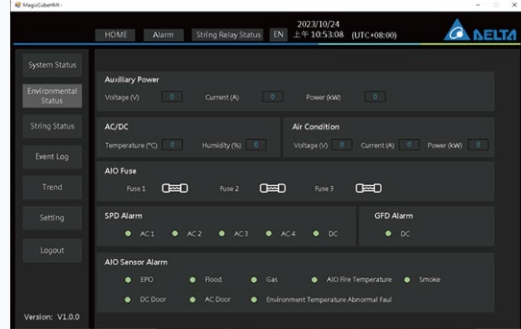 MagicCubeHMI -
HOME Alarm String Relay Status EN 2023/10/24
上午 10:53:08 (UTC+08:00)
DELTA
System Status
Environmental
Status
String Status
Event Log
Trend
Setting
Logout
Version: V1.0.0
Auxiliary Power
Voltage (V) 0 Current (A) 0 Power (kW) 0
AC/DC
Temperature (°C) 0 Humidity (%) 0
Air Condition
Voltage (V) 0 Current (A) 0 Power (kW) 0
AIO Fuse
Fuse 1 Fuse 2 Fuse 3
SPD Alarm
AC 1 AC 2 AC 3 AC 4 DC
GFD Alarm
DC
AIO Sensor Alarm
EPO Flood Gas AIO Fire Temperature Smoke
DC Door AC Door Environment Temperature Abnormal Faul